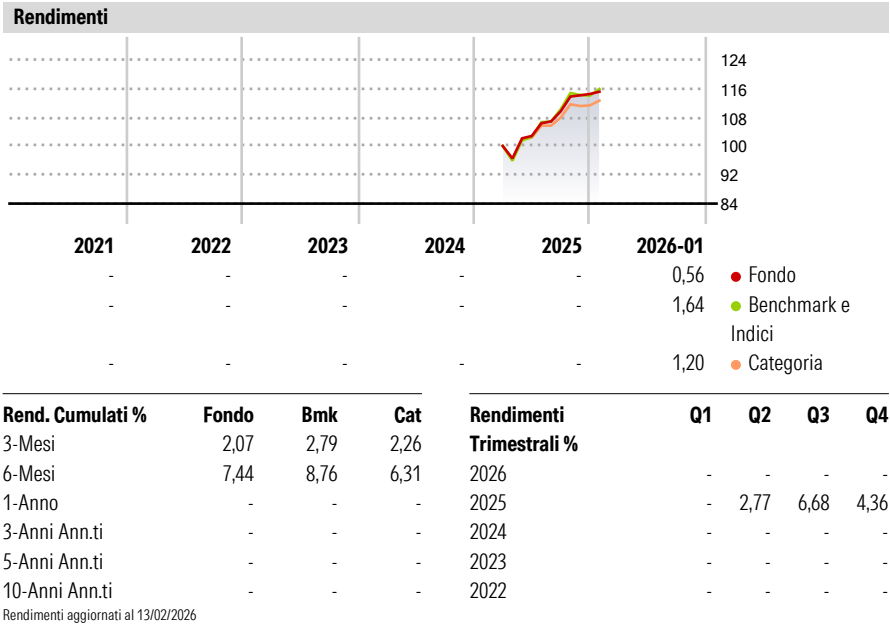 Rendimenti
124
116
108
100
92
84
2021 2022 2023 2024 2025 2026-01
- - - - - 0,56 Fondo
- - - - - 1,64 Benchmark e
Indici
- - - - - 1,20 Categoria
Rend. Cumulati % Fondo Bmk Cat
3-Mesi 2,07 2,79 2,26
6-Mesi 7,44 8,76 6,31
1-Anno - - -
3-Anni Ann.ti - - -
5-Anni Ann.ti - - -
10-Anni Ann.ti - - -
Rendimenti Q1 Q2 Q3 Q4
Trimestrali %
2026 - - - -
2025 - 2,77 6,68 4,36
2024 - - - -
2023 - - - -
2022 - - - -
Rendimenti aggiornati al 13/02/2026